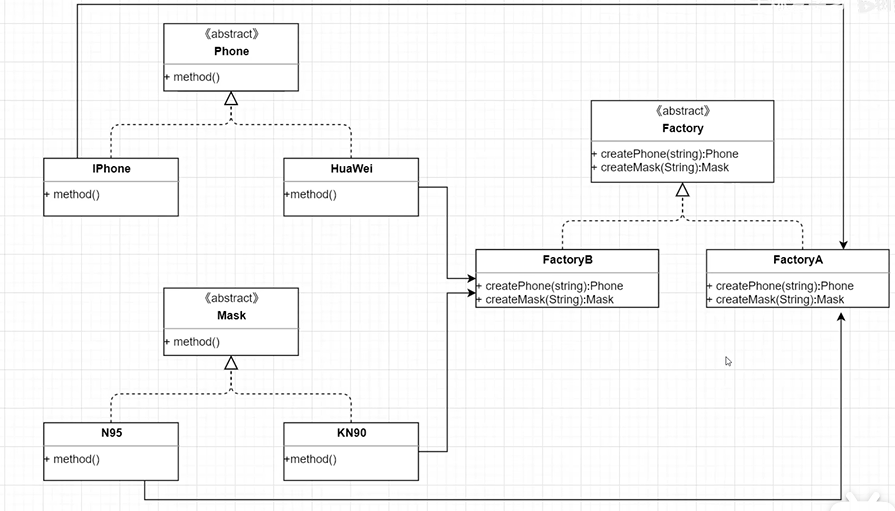 《abstract》
Phone
+ method()
IPhone
+ method()
HuaWei
+method()
《abstract》
Factory
+ createPhone(string):Phone
+ createMask(String):Mask
FactoryB
+ createPhone(string):Phone
+ createMask(String):Mask
FactoryA
+ createPhone(string):Phone
+ createMask(String):Mask
《abstract》
Mask
+ method()
N95
+ method()
KN90
+method()